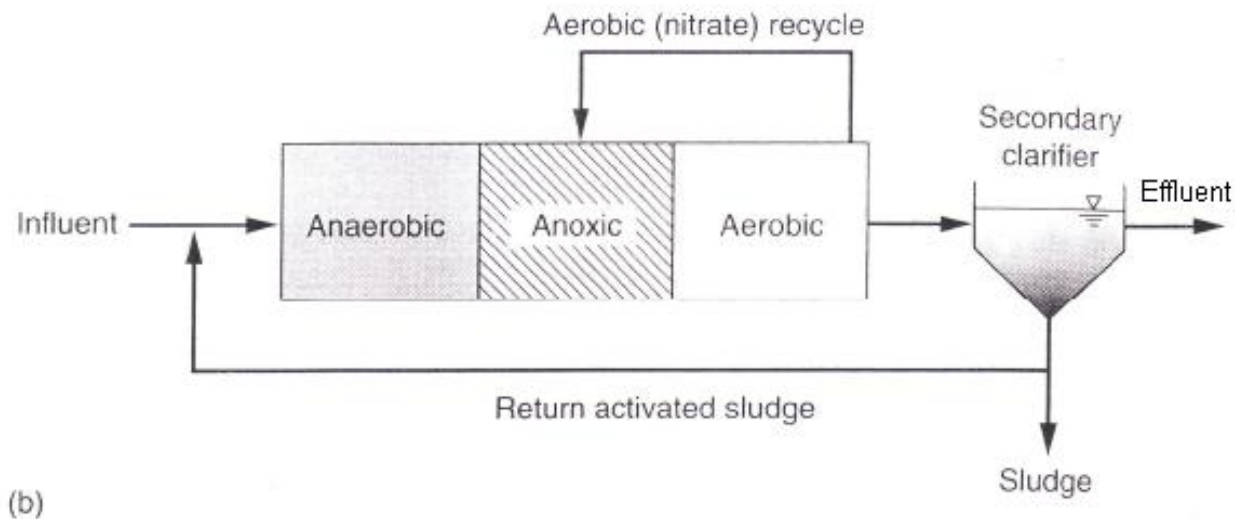 Aerobic (nitrate) recycle
Secondary
clarifier
Effluent
Influent
Anaerobic
Anoxic
Aerobic
Return activated sludge
Sludge
(b)